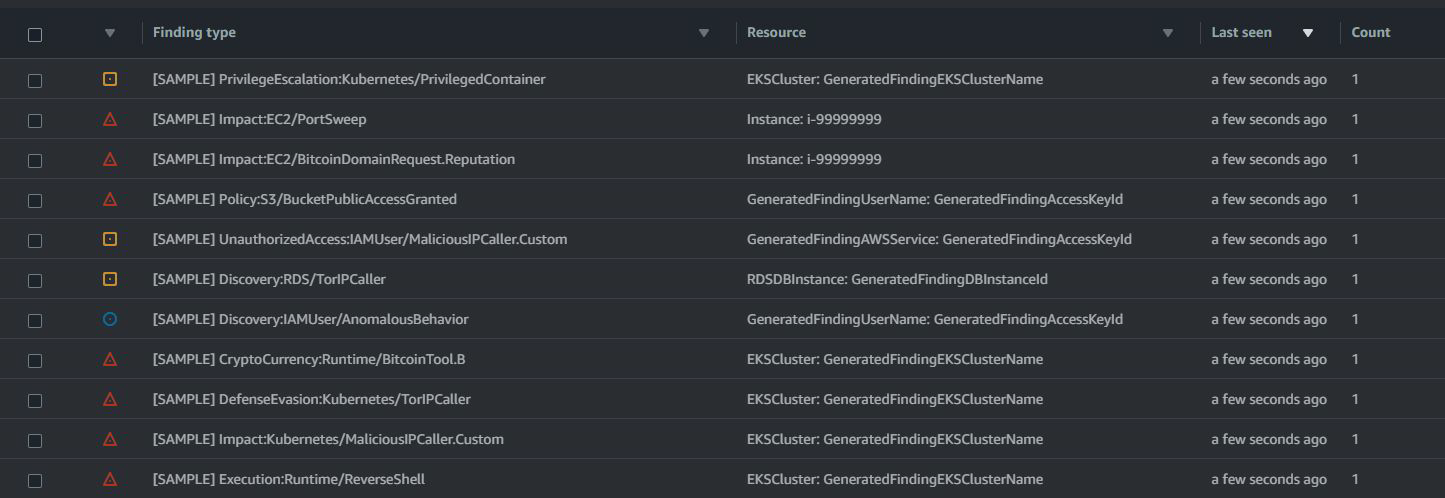 Finding type Resource Last seen Count
[SAMPLE] PrivilegeEscalation:Kubernetes/PrivilegedContainer EKSCluster: GeneratedFindingEKSClusterName a few seconds ago 1
[SAMPLE] Impact:EC2/PortSweep Instance: i-99999999 a few seconds ago 1
[SAMPLE] Impact:EC2/BitcoinDomainRequest.Reputation Instance: i-99999999 a few seconds ago 1
[SAMPLE] Policy:S3/BucketPublicAccessGranted GeneratedFindingUserName: GeneratedFindingAccessKeyId a few seconds ago 1
[SAMPLE] UnauthorizedAccess:IAMUser/MaliciousIPCaller.Custom GeneratedFindingAWSService: GeneratedFindingAccessKeyId a few seconds ago 1
[SAMPLE] Discovery:RDS/TorIPCaller RDSDBInstance: GeneratedFindingDBInstanceId a few seconds ago 1
[SAMPLE] Discovery:IAMUser/AnomalousBehavior GeneratedFindingUserName: GeneratedFindingAccessKeyId a few seconds ago 1
[SAMPLE] CryptoCurrency:Runtime/BitcoinTool.B EKSCluster: GeneratedFindingEKSClusterName a few seconds ago 1
[SAMPLE] DefenseEvasion:Kubernetes/TorIPCaller EKSCluster: GeneratedFindingEKSClusterName a few seconds ago 1
[SAMPLE] Impact:Kubernetes/MaliciousIPCaller.Custom EKSCluster: GeneratedFindingEKSClusterName a few seconds ago 1
[SAMPLE] Execution:Runtime/ReverseShell EKSCluster: GeneratedFindingEKSClusterName a few seconds ago 1